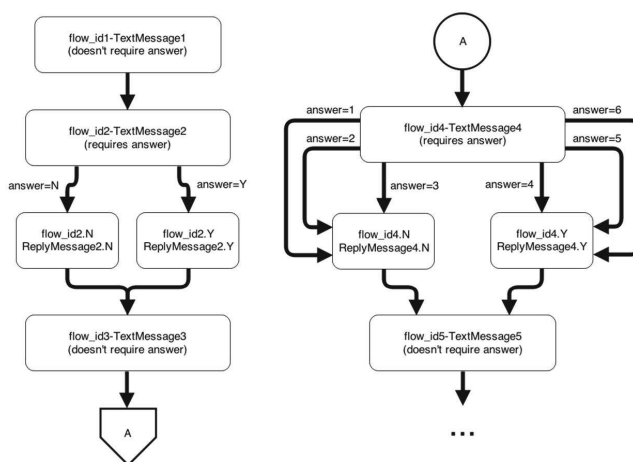 flow_id1-TextMessage1
(doesn't require answer)
flow_id2-TextMessage2
(requires answer)
answer=N
answer=Y
flow_id2.N
ReplyMessage2.N
flow_id2.Y
ReplyMessage2.Y
flow_id3-TextMessage3
(doesn't require answer)
A
A
answer=1
answer=6
flow_id4-TextMessage4
(requires answer)
answer=2
answer=5
answer=3
answer=4
flow_id4.N
ReplyMessage4.N
flow_id4.Y
ReplyMessage4.Y
flow_id5-TextMessage5
(doesn't require answer)
...